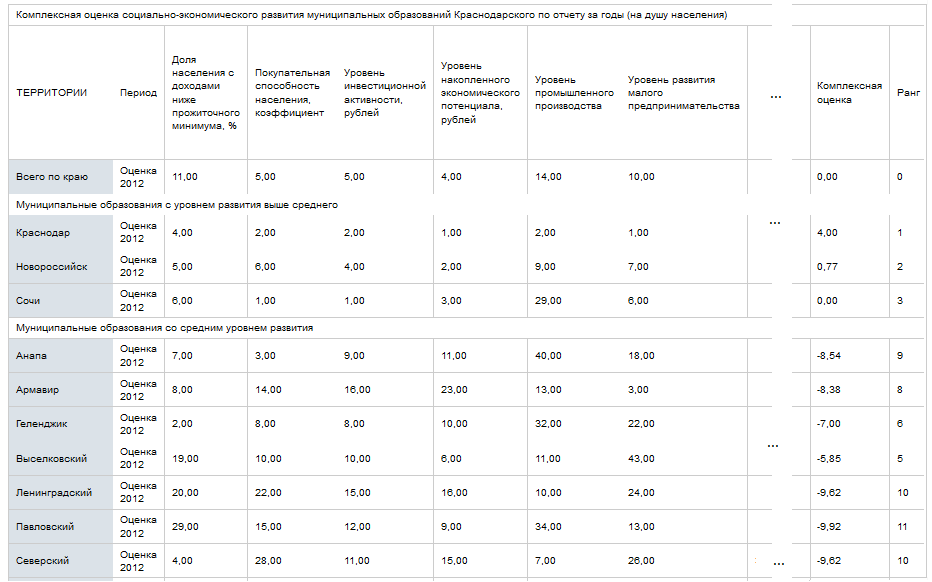 Комплексная оценка социально-экономического развития муниципальных образований Краснодарского по отчету за годы (на душу населения)
ТЕРРИТОРИИ Период Доля населения с доходами ниже прожиточного минимума, % Покупательная способность населения, коэффициент Уровень инвестиционной активности, рублей Уровень накопленного экономического потенциала, рублей Уровень промышленного производства Уровень развития малого предпринимательства ... Комплексная оценка Ранг
Всего по краю Оценка 2012 11,00 5,00 5,00 4,00 14,00 10,00 0,00 0
Муниципальные образования с уровнем развития выше среднего
...
Краснодар Оценка 2012 4,00 2,00 2,00 1,00 2,00 1,00 4,00 1
Новороссийск Оценка 2012 5,00 6,00 4,00 2,00 9,00 7,00 0,77 2
Сочи Оценка 2012 6,00 1,00 1,00 3,00 29,00 6,00 0,00 3
Муниципальные образования со средним уровнем развития
Анапа Оценка 2012 7,00 3,00 9,00 11,00 40,00 18,00 -8,54 9
Армавир Оценка 2012 8,00 14,00 16,00 23,00 13,00 3,00 -8,38 8
Геленджик Оценка 2012 2,00 8,00 8,00 10,00 32,00 22,00 -7,00 6
...
Выселковский Оценка 2012 19,00 10,00 10,00 6,00 11,00 43,00 -5,85 5
Ленинградский Оценка 2012 20,00 22,00 15,00 16,00 10,00 24,00 -9,62 10
Павловский Оценка 2012 29,00 15,00 12,00 9,00 34,00 13,00 -9,92 11
Северский Оценка 2012 4,00 28,00 11,00 15,00 7,00 26,00 ... -9,62 10